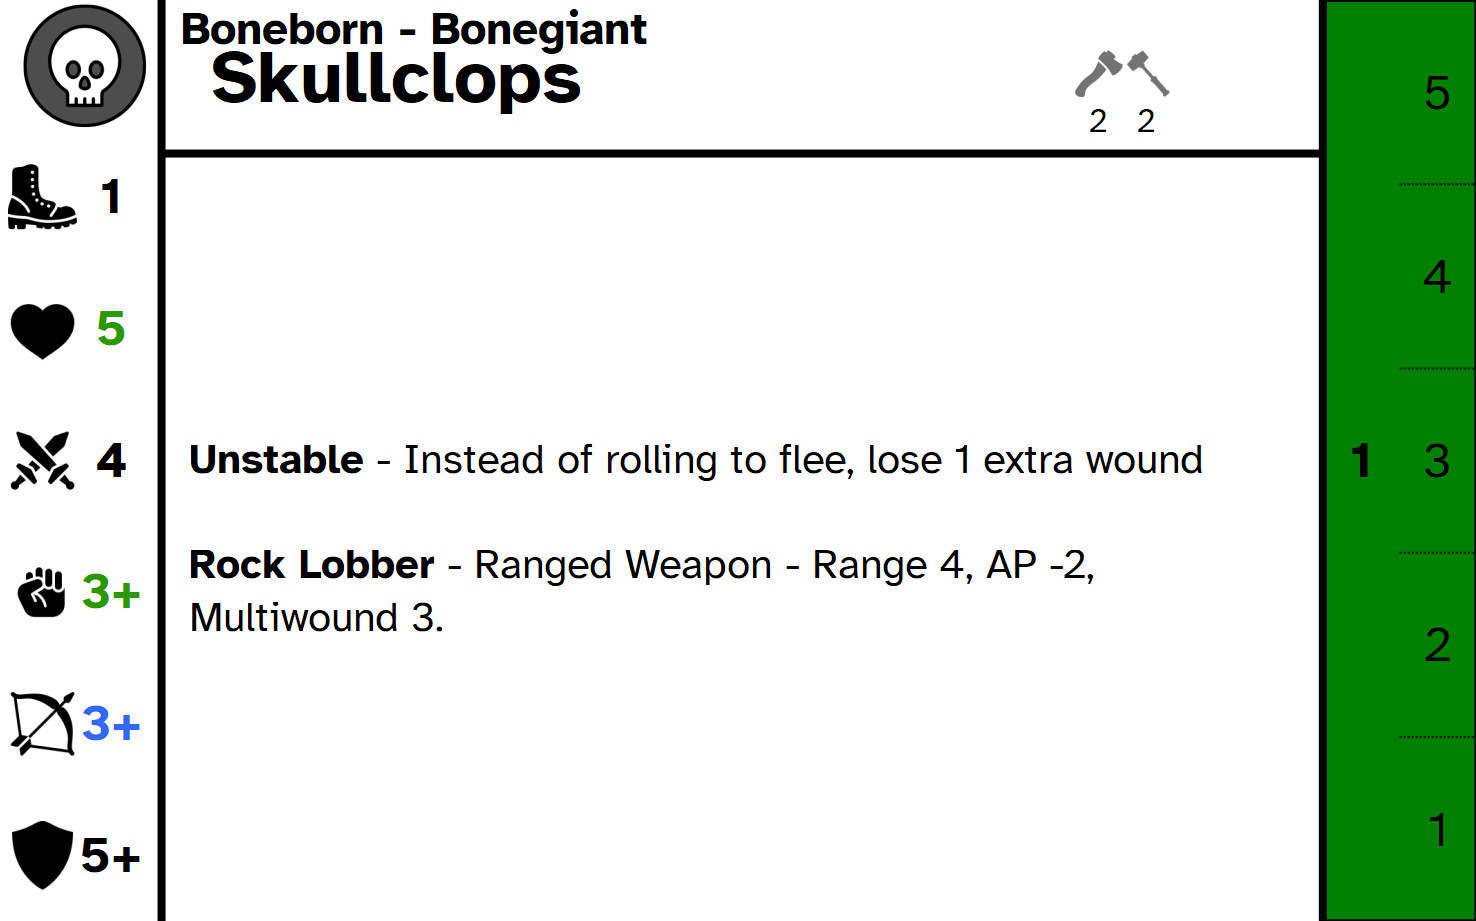 Boneborn - Bonegiant
Skullclops
2 2
1
5
4
3+
3+
5+
Unstable - Instead of rolling to flee, lose 1 extra wound
Rock Lobber - Ranged Weapon - Range 4, AP -2,
Multiwound 3.
5
4
1 3
2
1